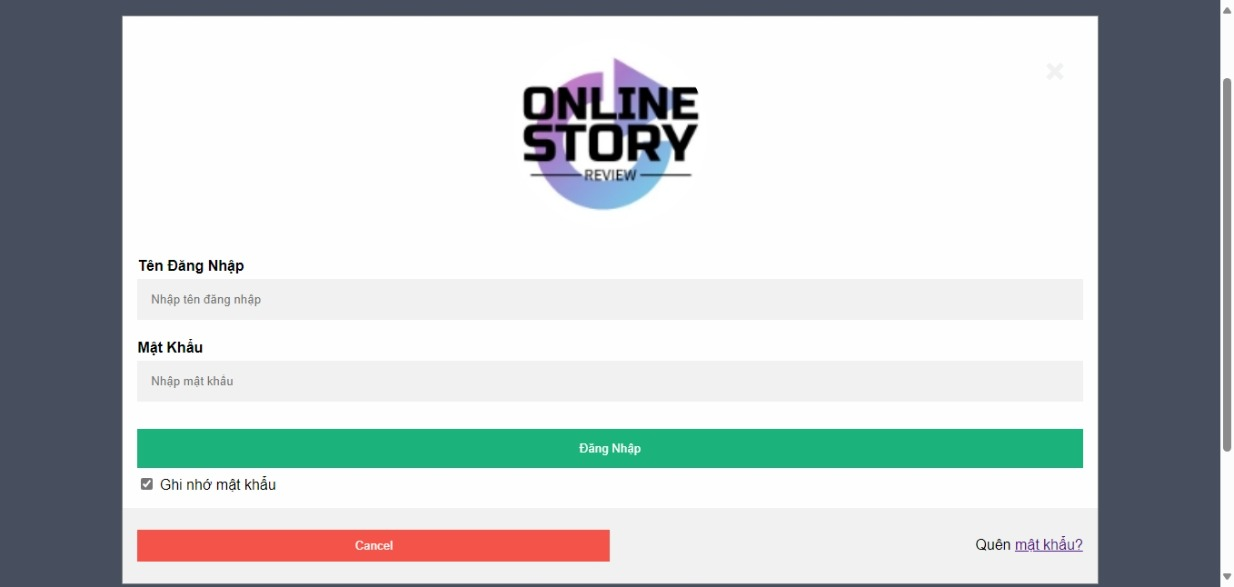 ONLINE
STORY
REVIEW
Tên Đăng Nhập
Nhập tên đăng nhập
Mật Khẩu
Nhập mật khẩu
Đăng Nhập
Ghi nhớ mật khẩu
Cancel
Quên mật khẩu?